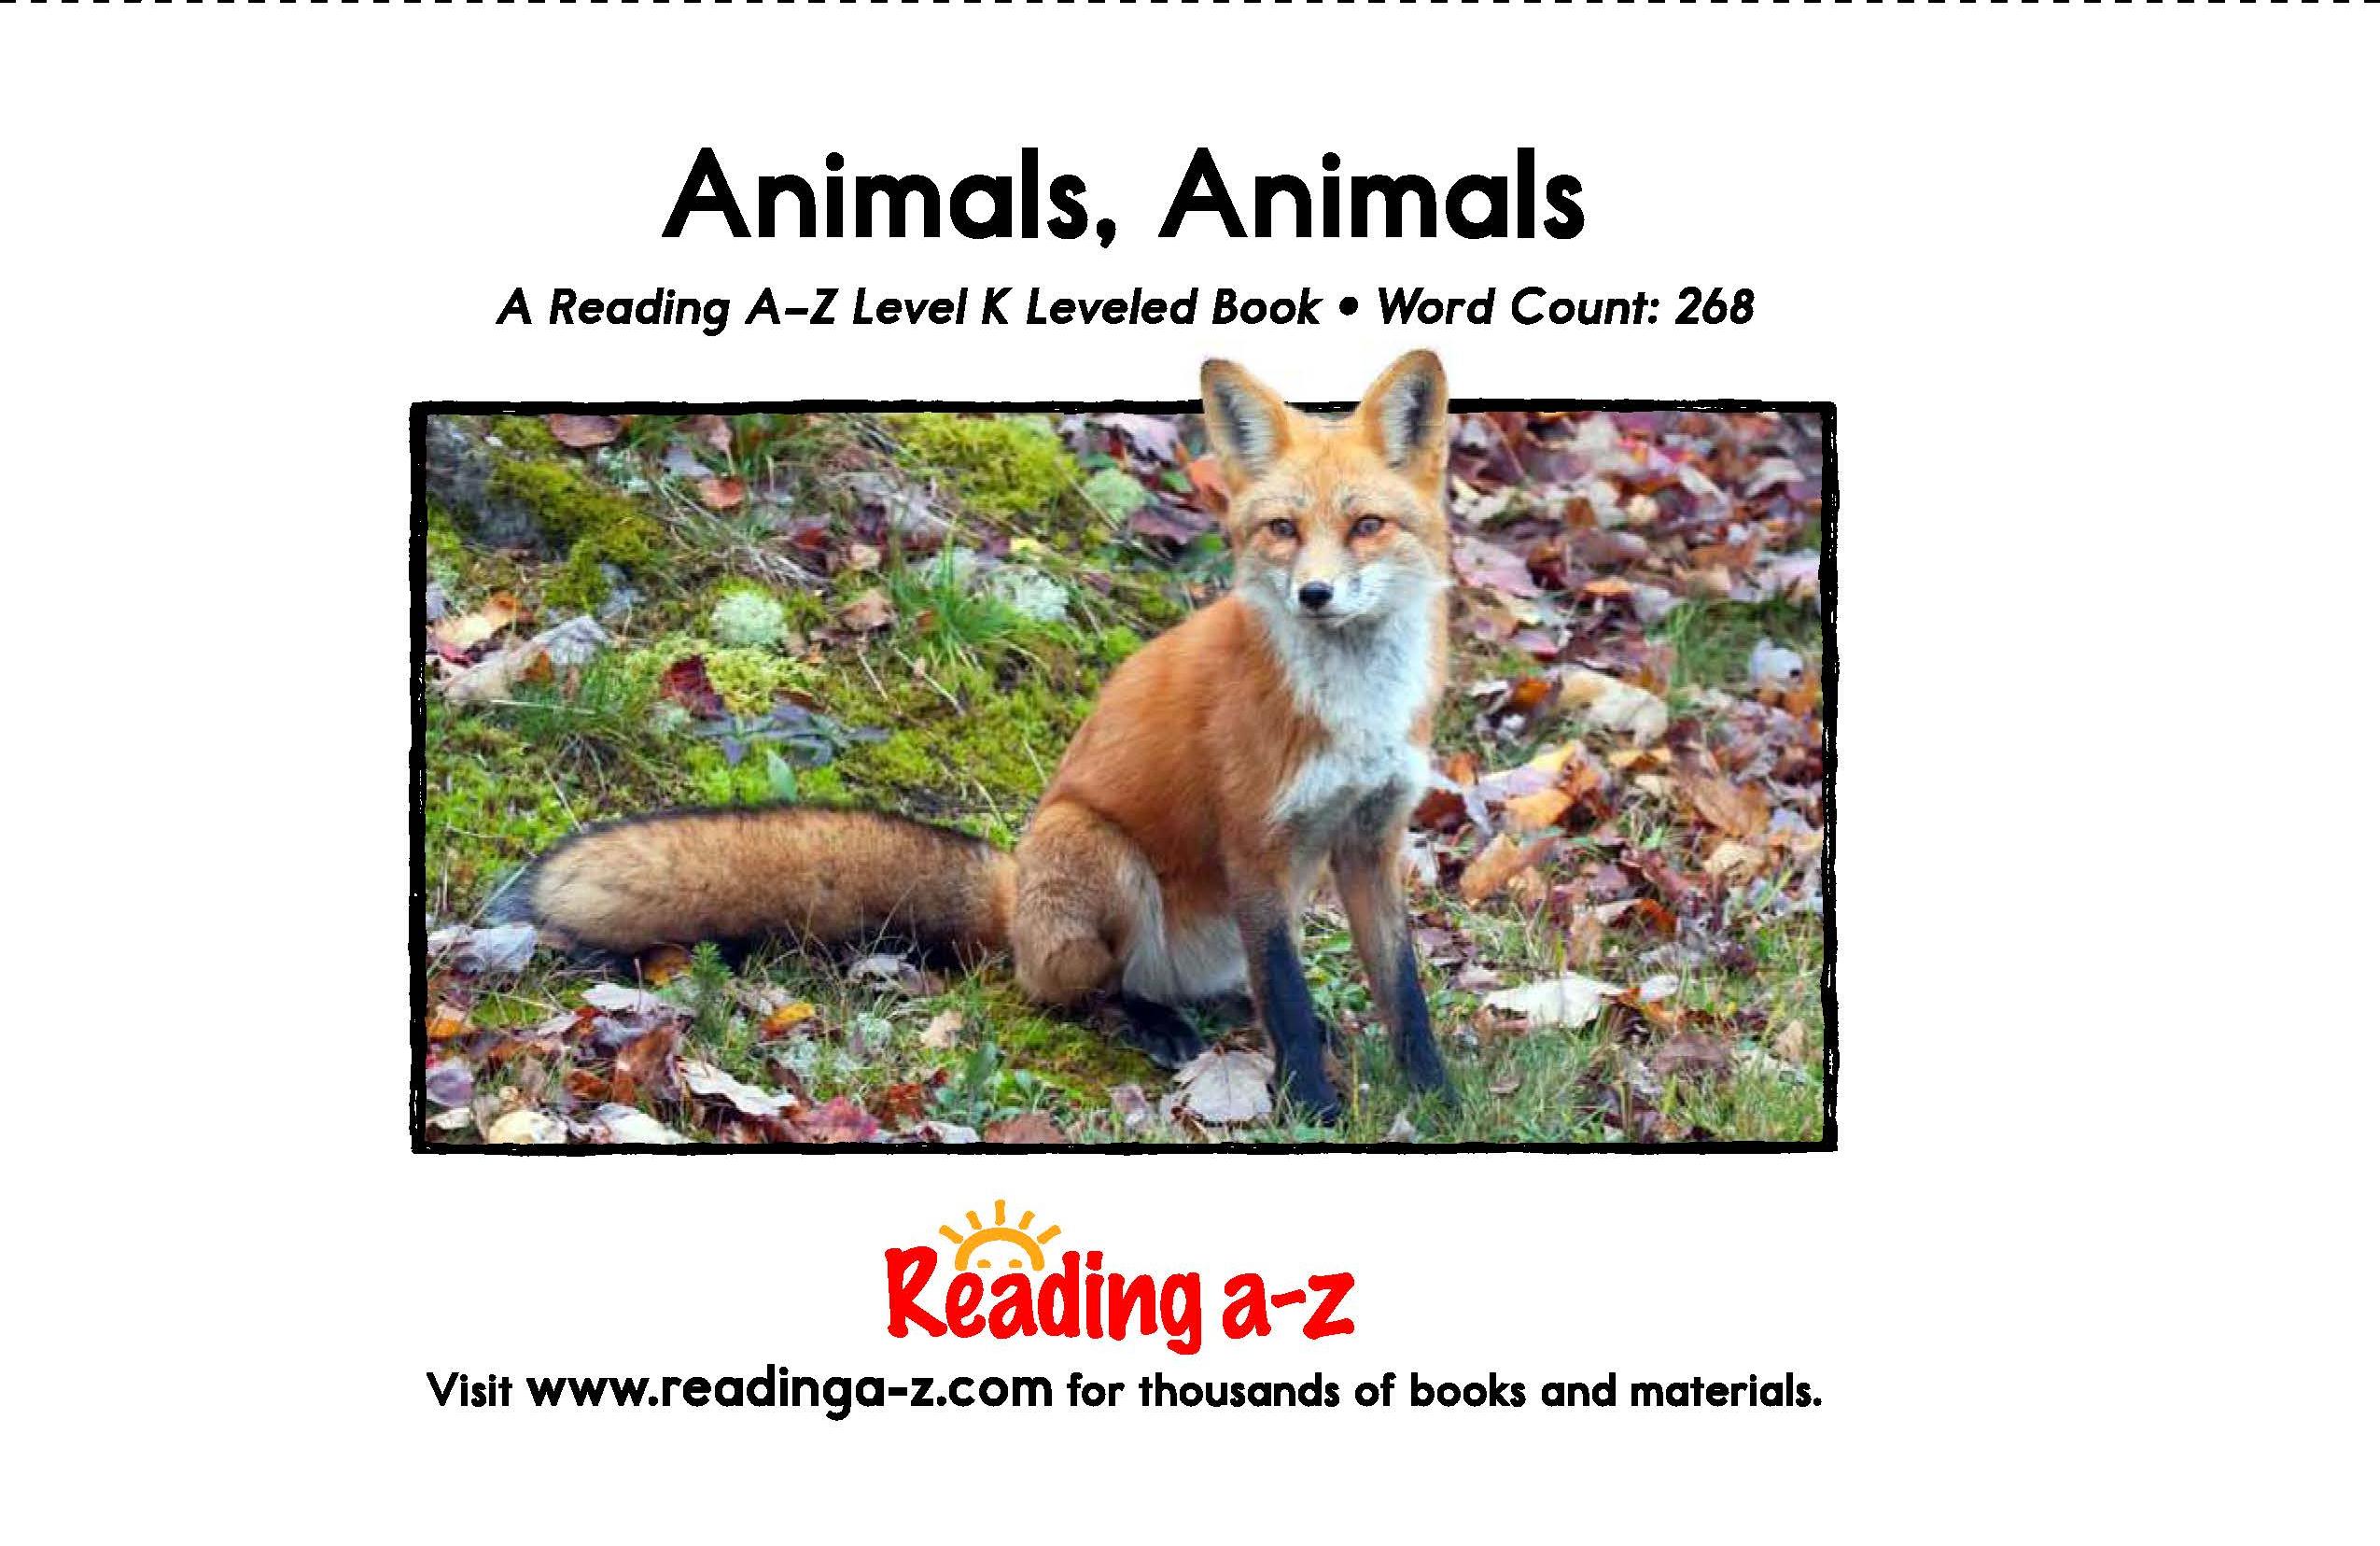 Animals, Animals
A Reading A–Z Level K Leveled Book • Word Count: 268
Reading a-z
Visit www.readinga-z.com for thousands of books and materials.